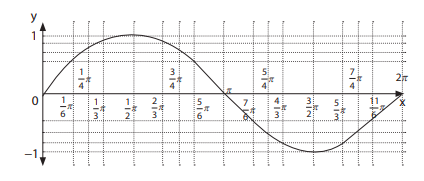 y
1
1/4 π 3/4 π 5/4 π 7/4 π 2π
0 π x
1/6 π 1/3 π 1/2 π 2/3 π 5/6 π 7/6 π 4/3 π 3/2 π 5/3 π 11/6 π
−1